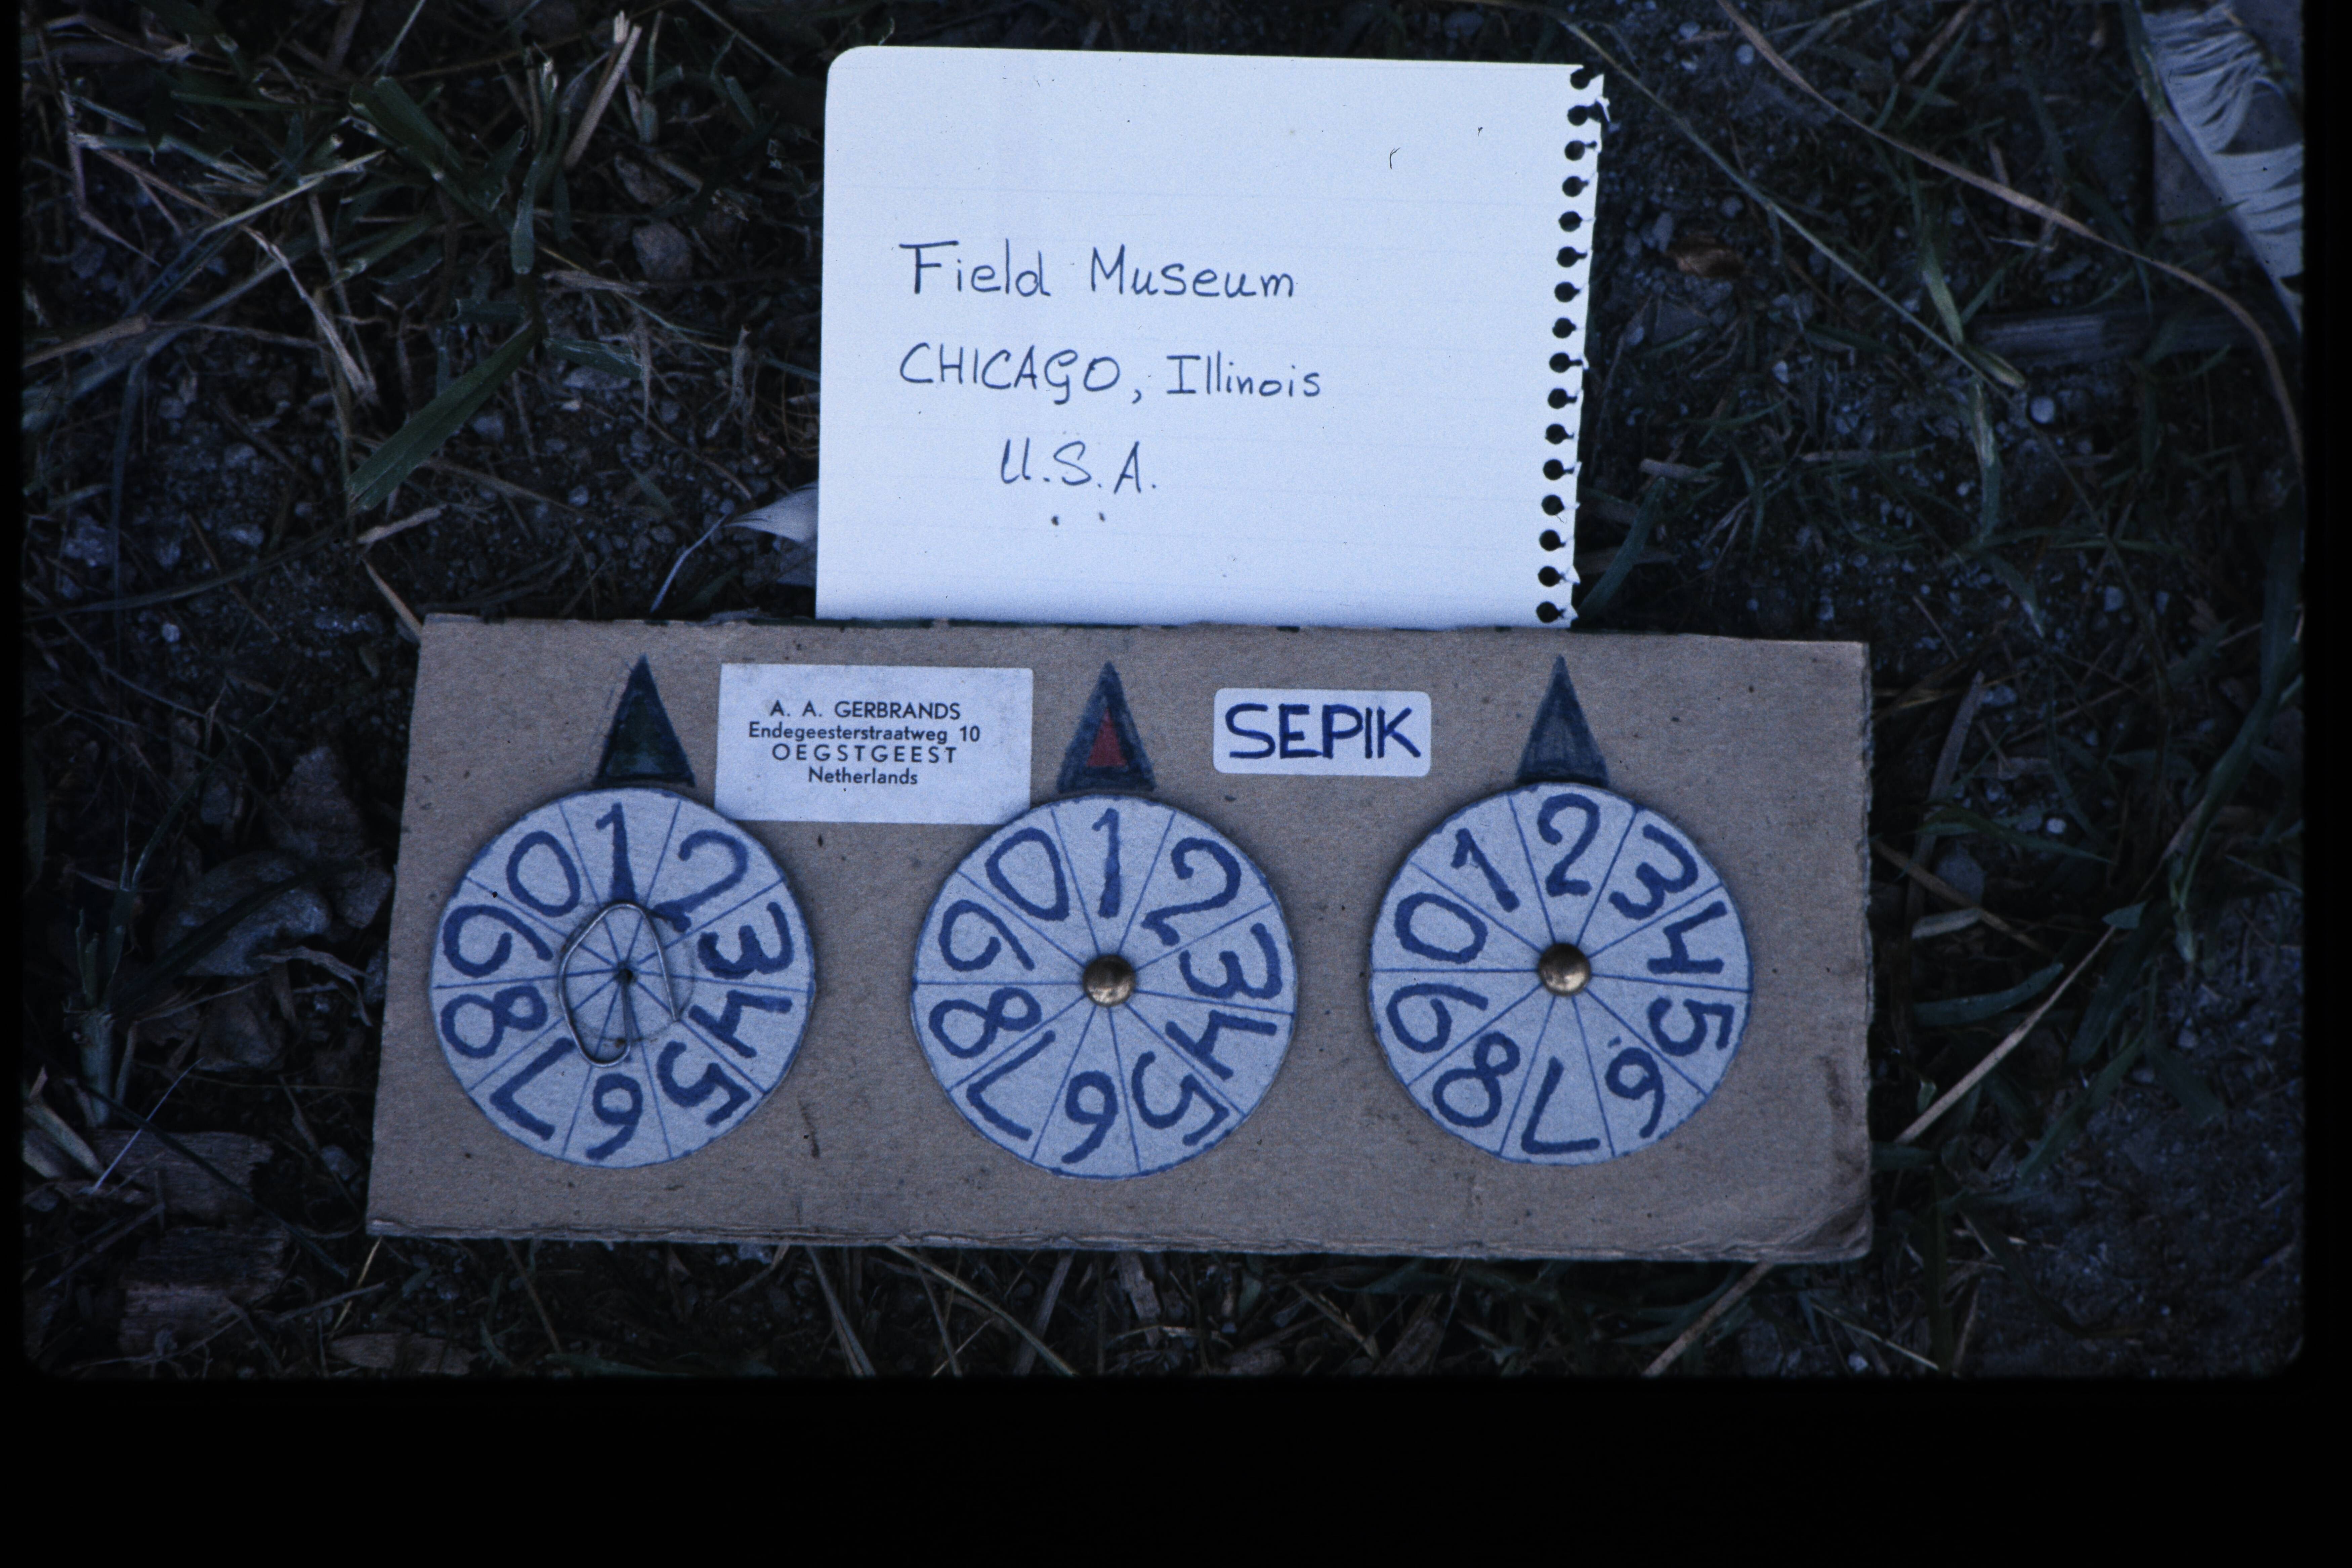 Field Museum
CHICAGO, Illinois
U.S.A.
A. A. GERBRANDS
Endegeesterstraatweg 10
OEGSTGEEST
Netherlands
SEPIK
1 2 3 4 5 6 7 8 9 0
1 2 3 4 5 6 7 8 9 0
2 3 4 5 6 7 8 9 0 1